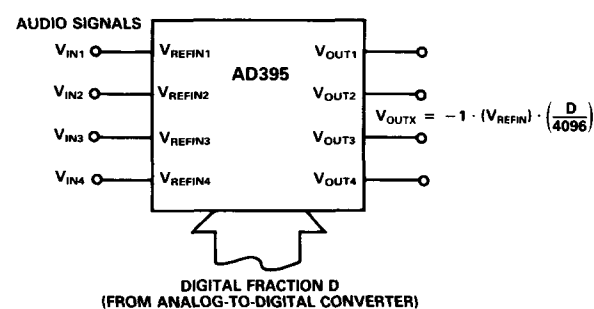 AUDIO SIGNALS
VIN1 VREFIN1 VOUT1
AD395
VIN2 VREFIN2 VOUT2
VOUTX = −1 · (VREFIN) · (D/4096)
VIN3 VREFIN3 VOUT3
VIN4 VREFIN4 VOUT4
DIGITAL FRACTION D
(FROM ANALOG-TO-DIGITAL CONVERTER)